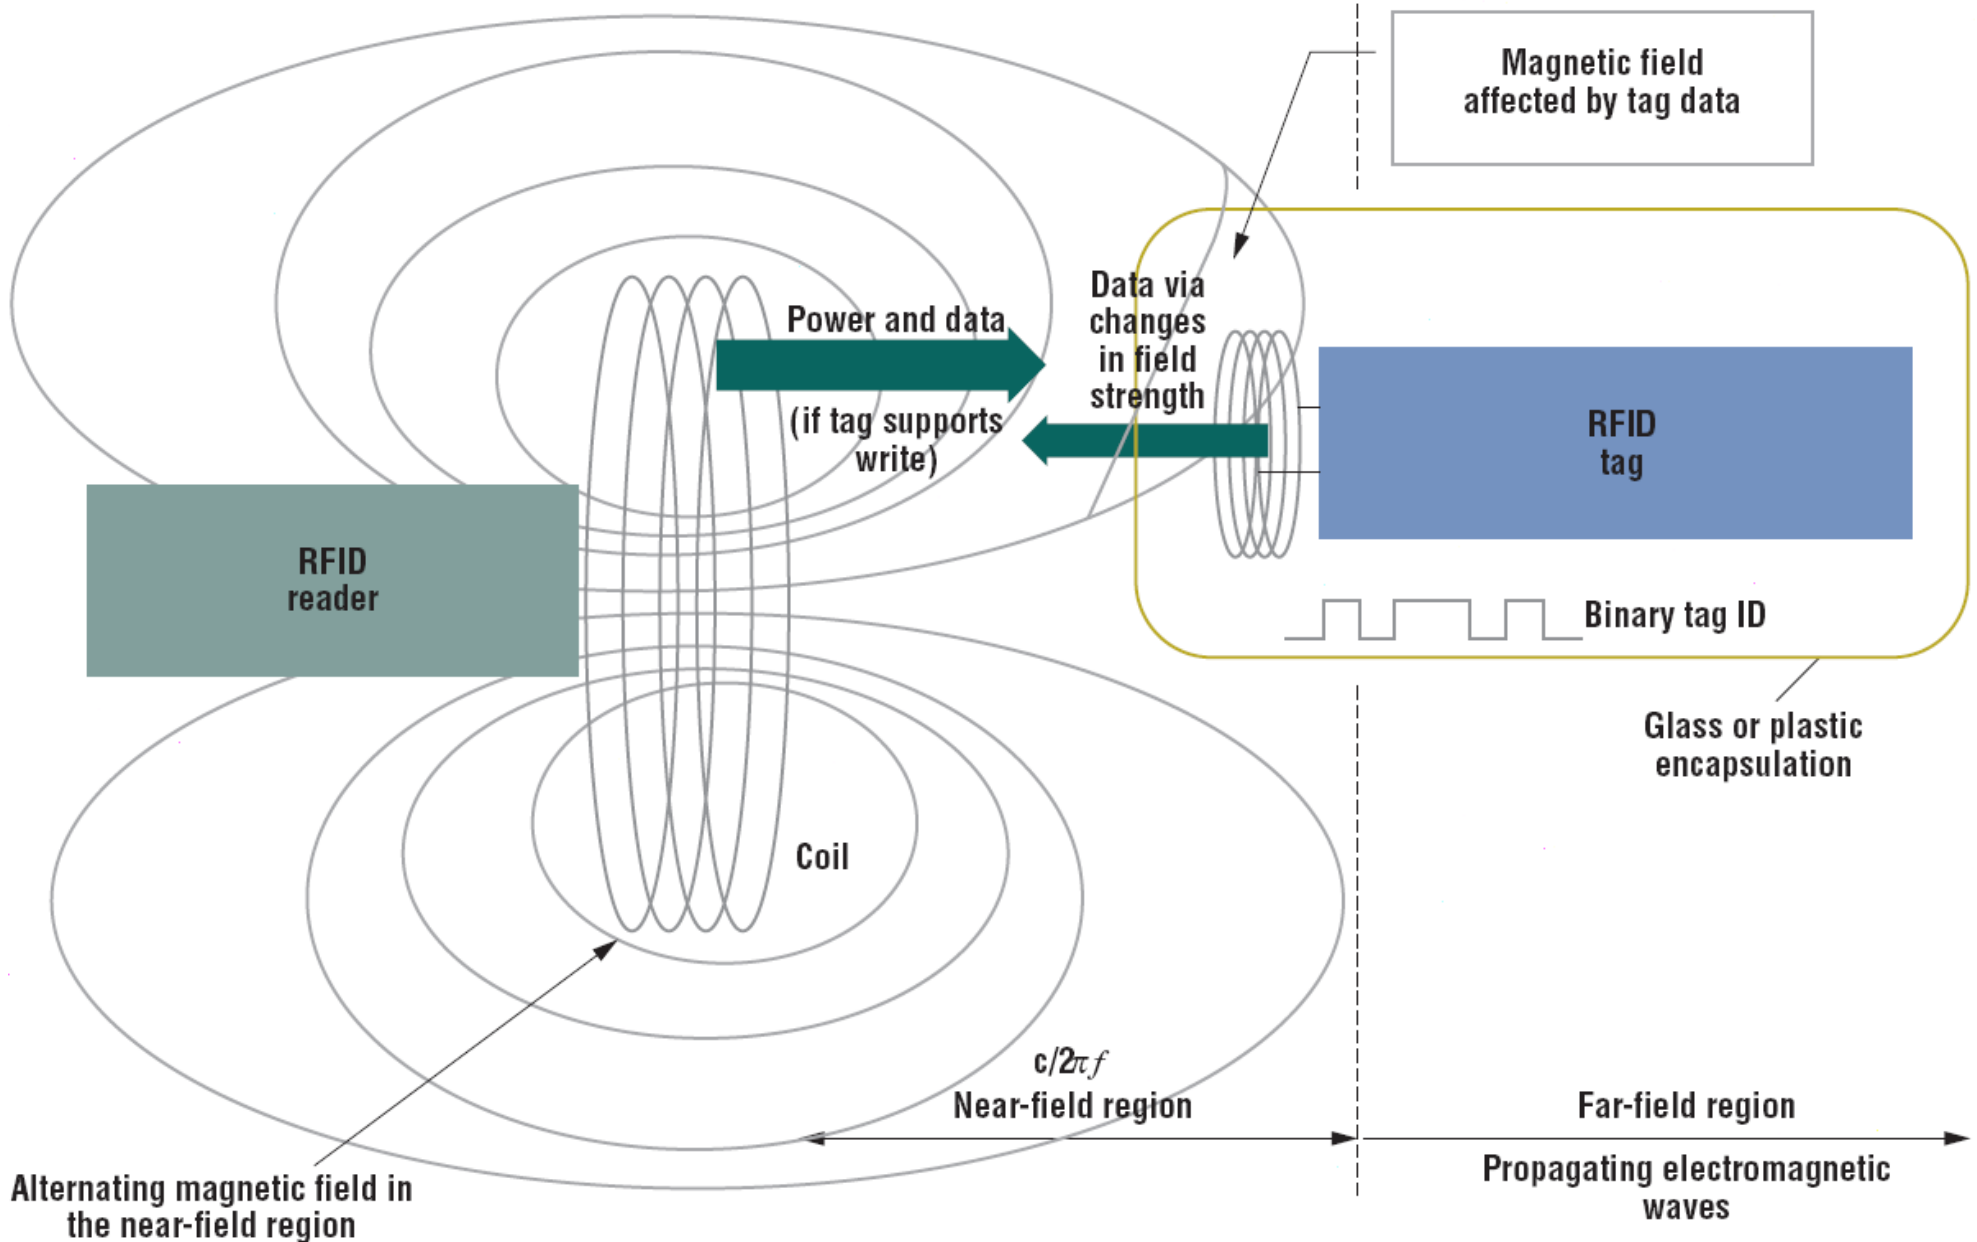 Magnetic field
affected by tag data
Power and data
(if tag supports
write)
Data via
changes
in field
strength
RFID
tag
RFID
reader
Binary tag ID
Glass or plastic
encapsulation
Coil
c/2πf
Near-field region
Far-field region
Propagating electromagnetic
waves
Alternating magnetic field in
the near-field region